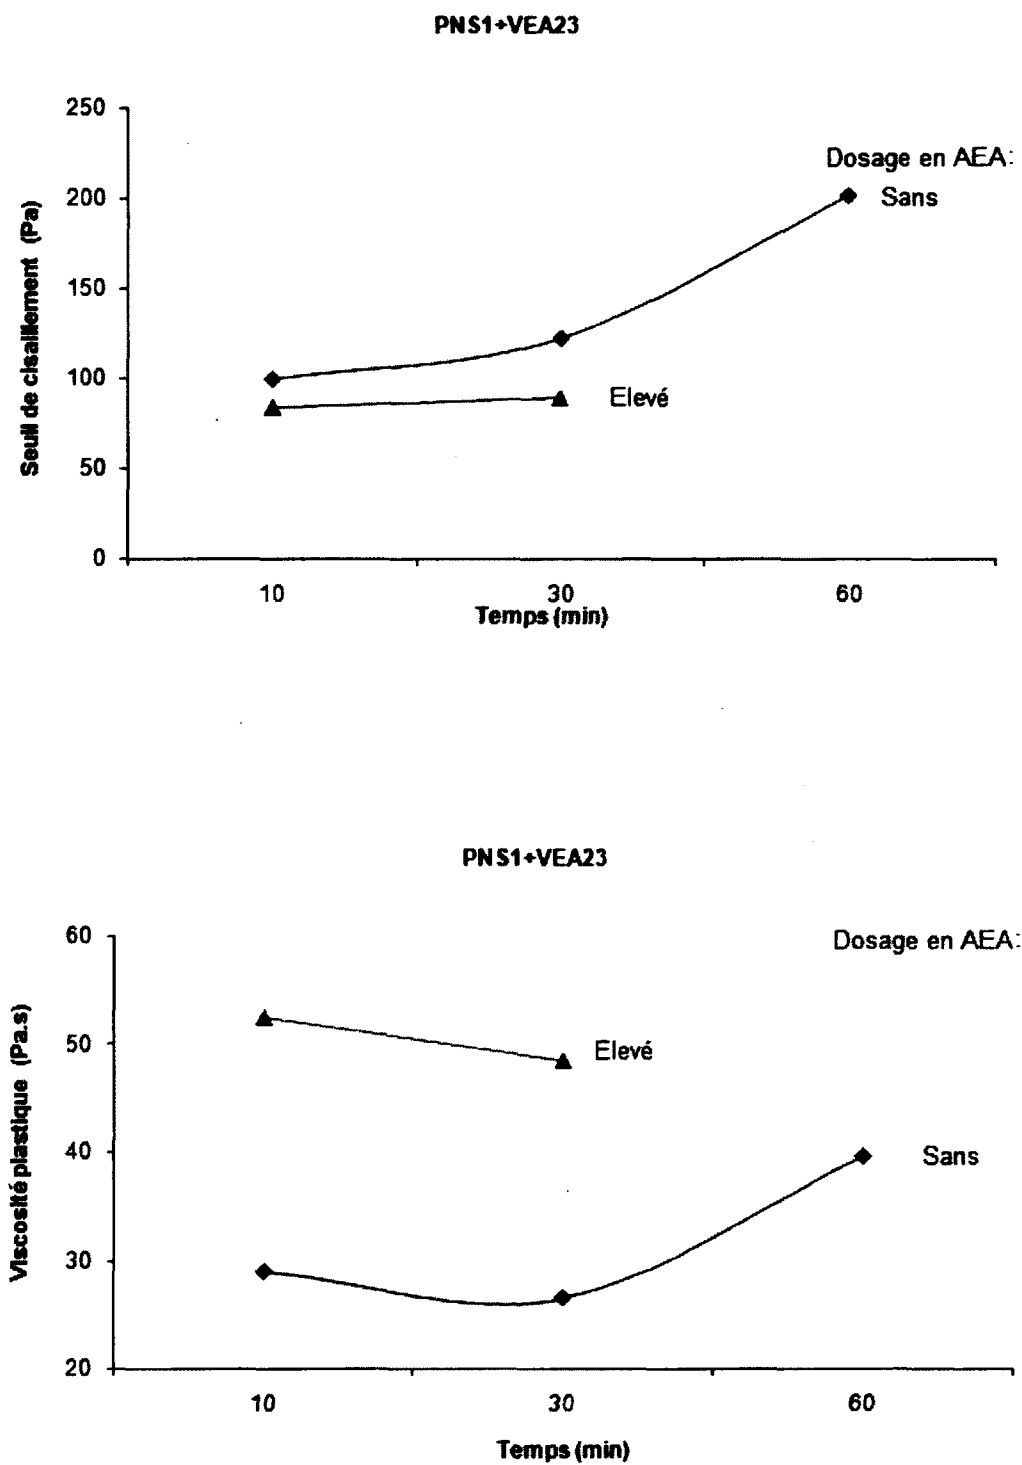 PNS1+VEA23
250
Dosage en AEA:
200
Sans
150
100
Elevé
50
0
10 30 60
Temps (min)
Seuil de cisaillement (Pa)
PNS1+VEA23
60
Dosage en AEA:
50
Elevé
40
Sans
30
20
10 30 60
Temps (min)
Viscosité plastique (Pa.s)